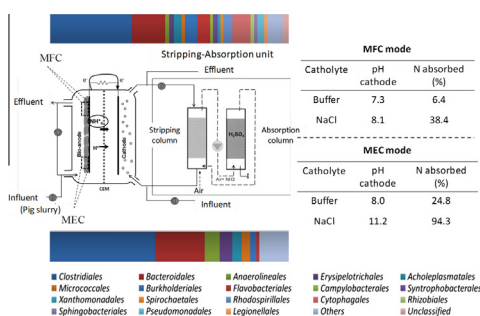 Stripping-Absorption unit
MFC
Effluent
Effluent
e⁻
e⁻
NH⁺₄
H⁺
Bio-anode
Cathode
CEM
Stripping column
H₂SO₄
Absorption column
Air+ NH3
Air
Influent
(Pig slurry)
Influent
MEC
MFC mode
Catholyte pH cathode N absorbed (%)
Buffer 7.3 6.4
NaCl 8.1 38.4
MEC mode
Catholyte pH cathode N absorbed (%)
Buffer 8.0 24.8
NaCl 11.2 94.3
Clostridiales Bacteroidales Anaerolineales Erysipelotrichales Acholeplasmatales
Micrococcales Burkholderiales Flavobacteriales Campylobacterales Syntrophobacterales
Xanthomonadales Spirochaetales Rhodospirillales Cytophagales Rhizobiales
Sphingobacteriales Pseudomonadales Legionellales Others Unclassified